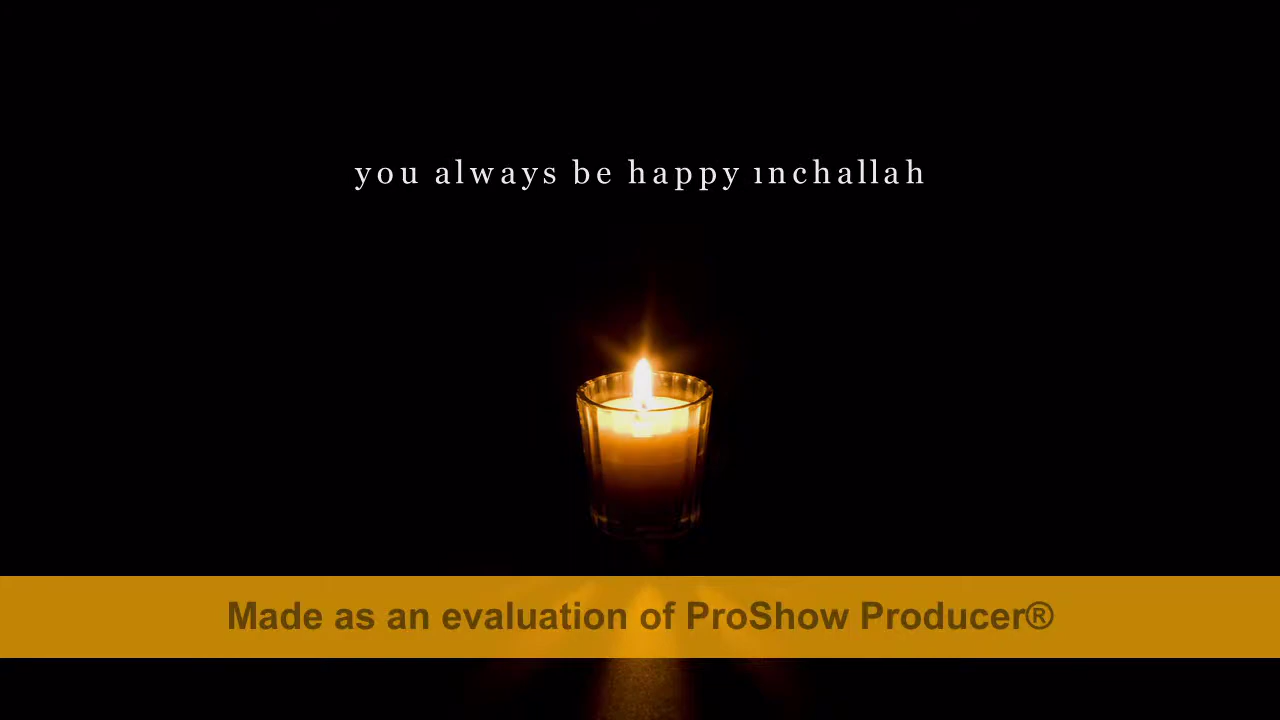 you always be happy ınchallah
Made as an evaluation of ProShow Producer®